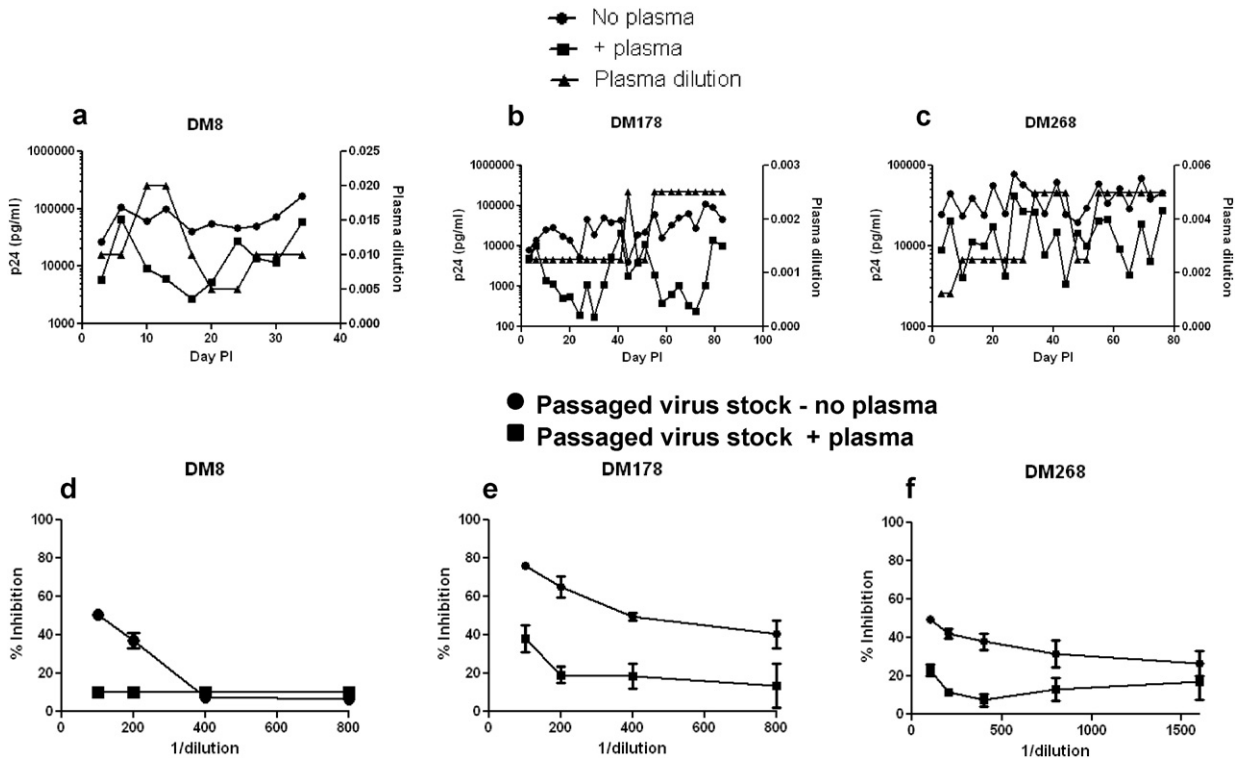 No plasma
+ plasma
Plasma dilution
a
DM8
1000000
100000
10000
1000
p24 (pg/ml)
0.025
0.020
0.015
0.010
0.005
0.000
Plasma dilution
0 10 20 30 40
Day PI
b
DM178
1000000
100000
10000
1000
100
p24 (pg/ml)
0.003
0.002
0.001
0.000
Plasma dilution
0 20 40 60 80 100
Day PI
c
DM268
100000
10000
1000
p24 (pg/ml)
0.006
0.004
0.002
0.000
Plasma dilution
0 20 40 60 80
Day PI
Passaged virus stock - no plasma
Passaged virus stock + plasma
d
DM8
100
80
60
40
20
0
% Inhibition
0 200 400 600 800
1/dilution
e
DM178
100
80
60
40
20
0
% Inhibition
0 200 400 600 800
1/dilution
f
DM268
100
80
60
40
20
0
% Inhibition
0 500 1000 1500
1/dilution